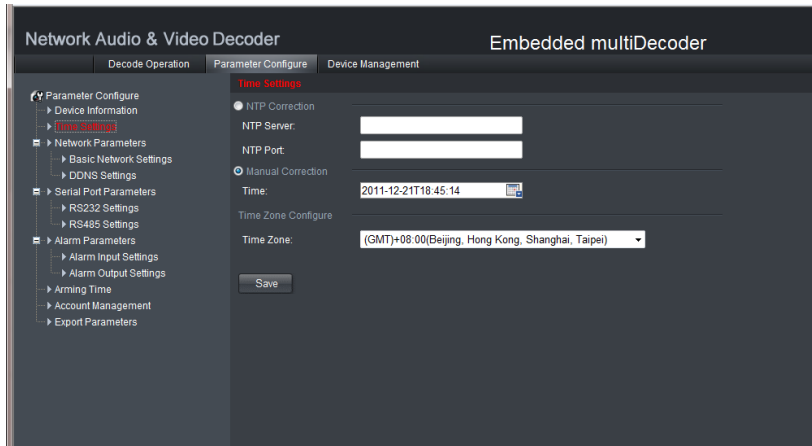 Network Audio & Video Decoder
Embedded multiDecoder
Decode Operation
Parameter Configure
Device Management
Parameter Configure
Device Information
Time Settings
Network Parameters
Basic Network Settings
DDNS Settings
Serial Port Parameters
RS232 Settings
RS485 Settings
Alarm Parameters
Alarm Input Settings
Alarm Output Settings
Arming Time
Account Management
Export Parameters
Time Settings
NTP Correction
NTP Server:
NTP Port:
Manual Correction
Time: 2011-12-21T18:45:14
Time Zone Configure
Time Zone: (GMT)+08:00(Beijing, Hong Kong, Shanghai, Taipei)
Save